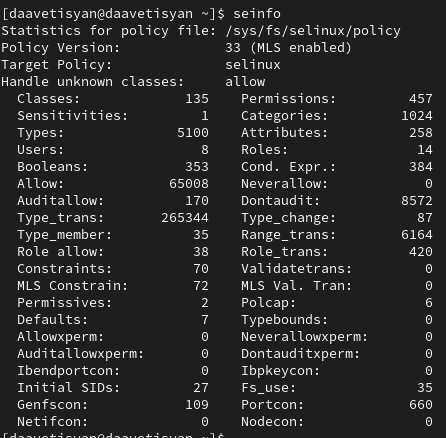 [daavetisyan@daavetisyan ~]$ seinfo
Statistics for policy file: /sys/fs/selinux/policy
Policy Version:             33 (MLS enabled)
Target Policy:              selinux
Handle unknown classes:     allow
  Classes:             135    Permissions:         457
  Sensitivities:         1    Categories:         1024
  Types:              5100    Attributes:          258
  Users:                 8    Roles:                14
  Booleans:            353    Cond. Expr.:         384
  Allow:             65008    Neverallow:            0
  Auditallow:          170    Dontaudit:          8572
  Type_trans:       265344    Type_change:          87
  Type_member:          35    Range_trans:        6164
  Role allow:           38    Role_trans:          420
  Constraints:          70    Validatetrans:         0
  MLS Constrain:        72    MLS Val. Tran:         0
  Permissives:           2    Polcap:                6
  Defaults:              7    Typebounds:            0
  Allowxperm:            0    Neverallowxperm:       0
  Auditallowxperm:       0    Dontauditxperm:        0
  Ibendportcon:          0    Ibpkeycon:             0
  Initial SIDs:         27    Fs_use:               35
  Genfscon:            109    Portcon:             660
  Netifcon:              0    Nodecon:               0
[daavetisyan@daavetisyan ~]$